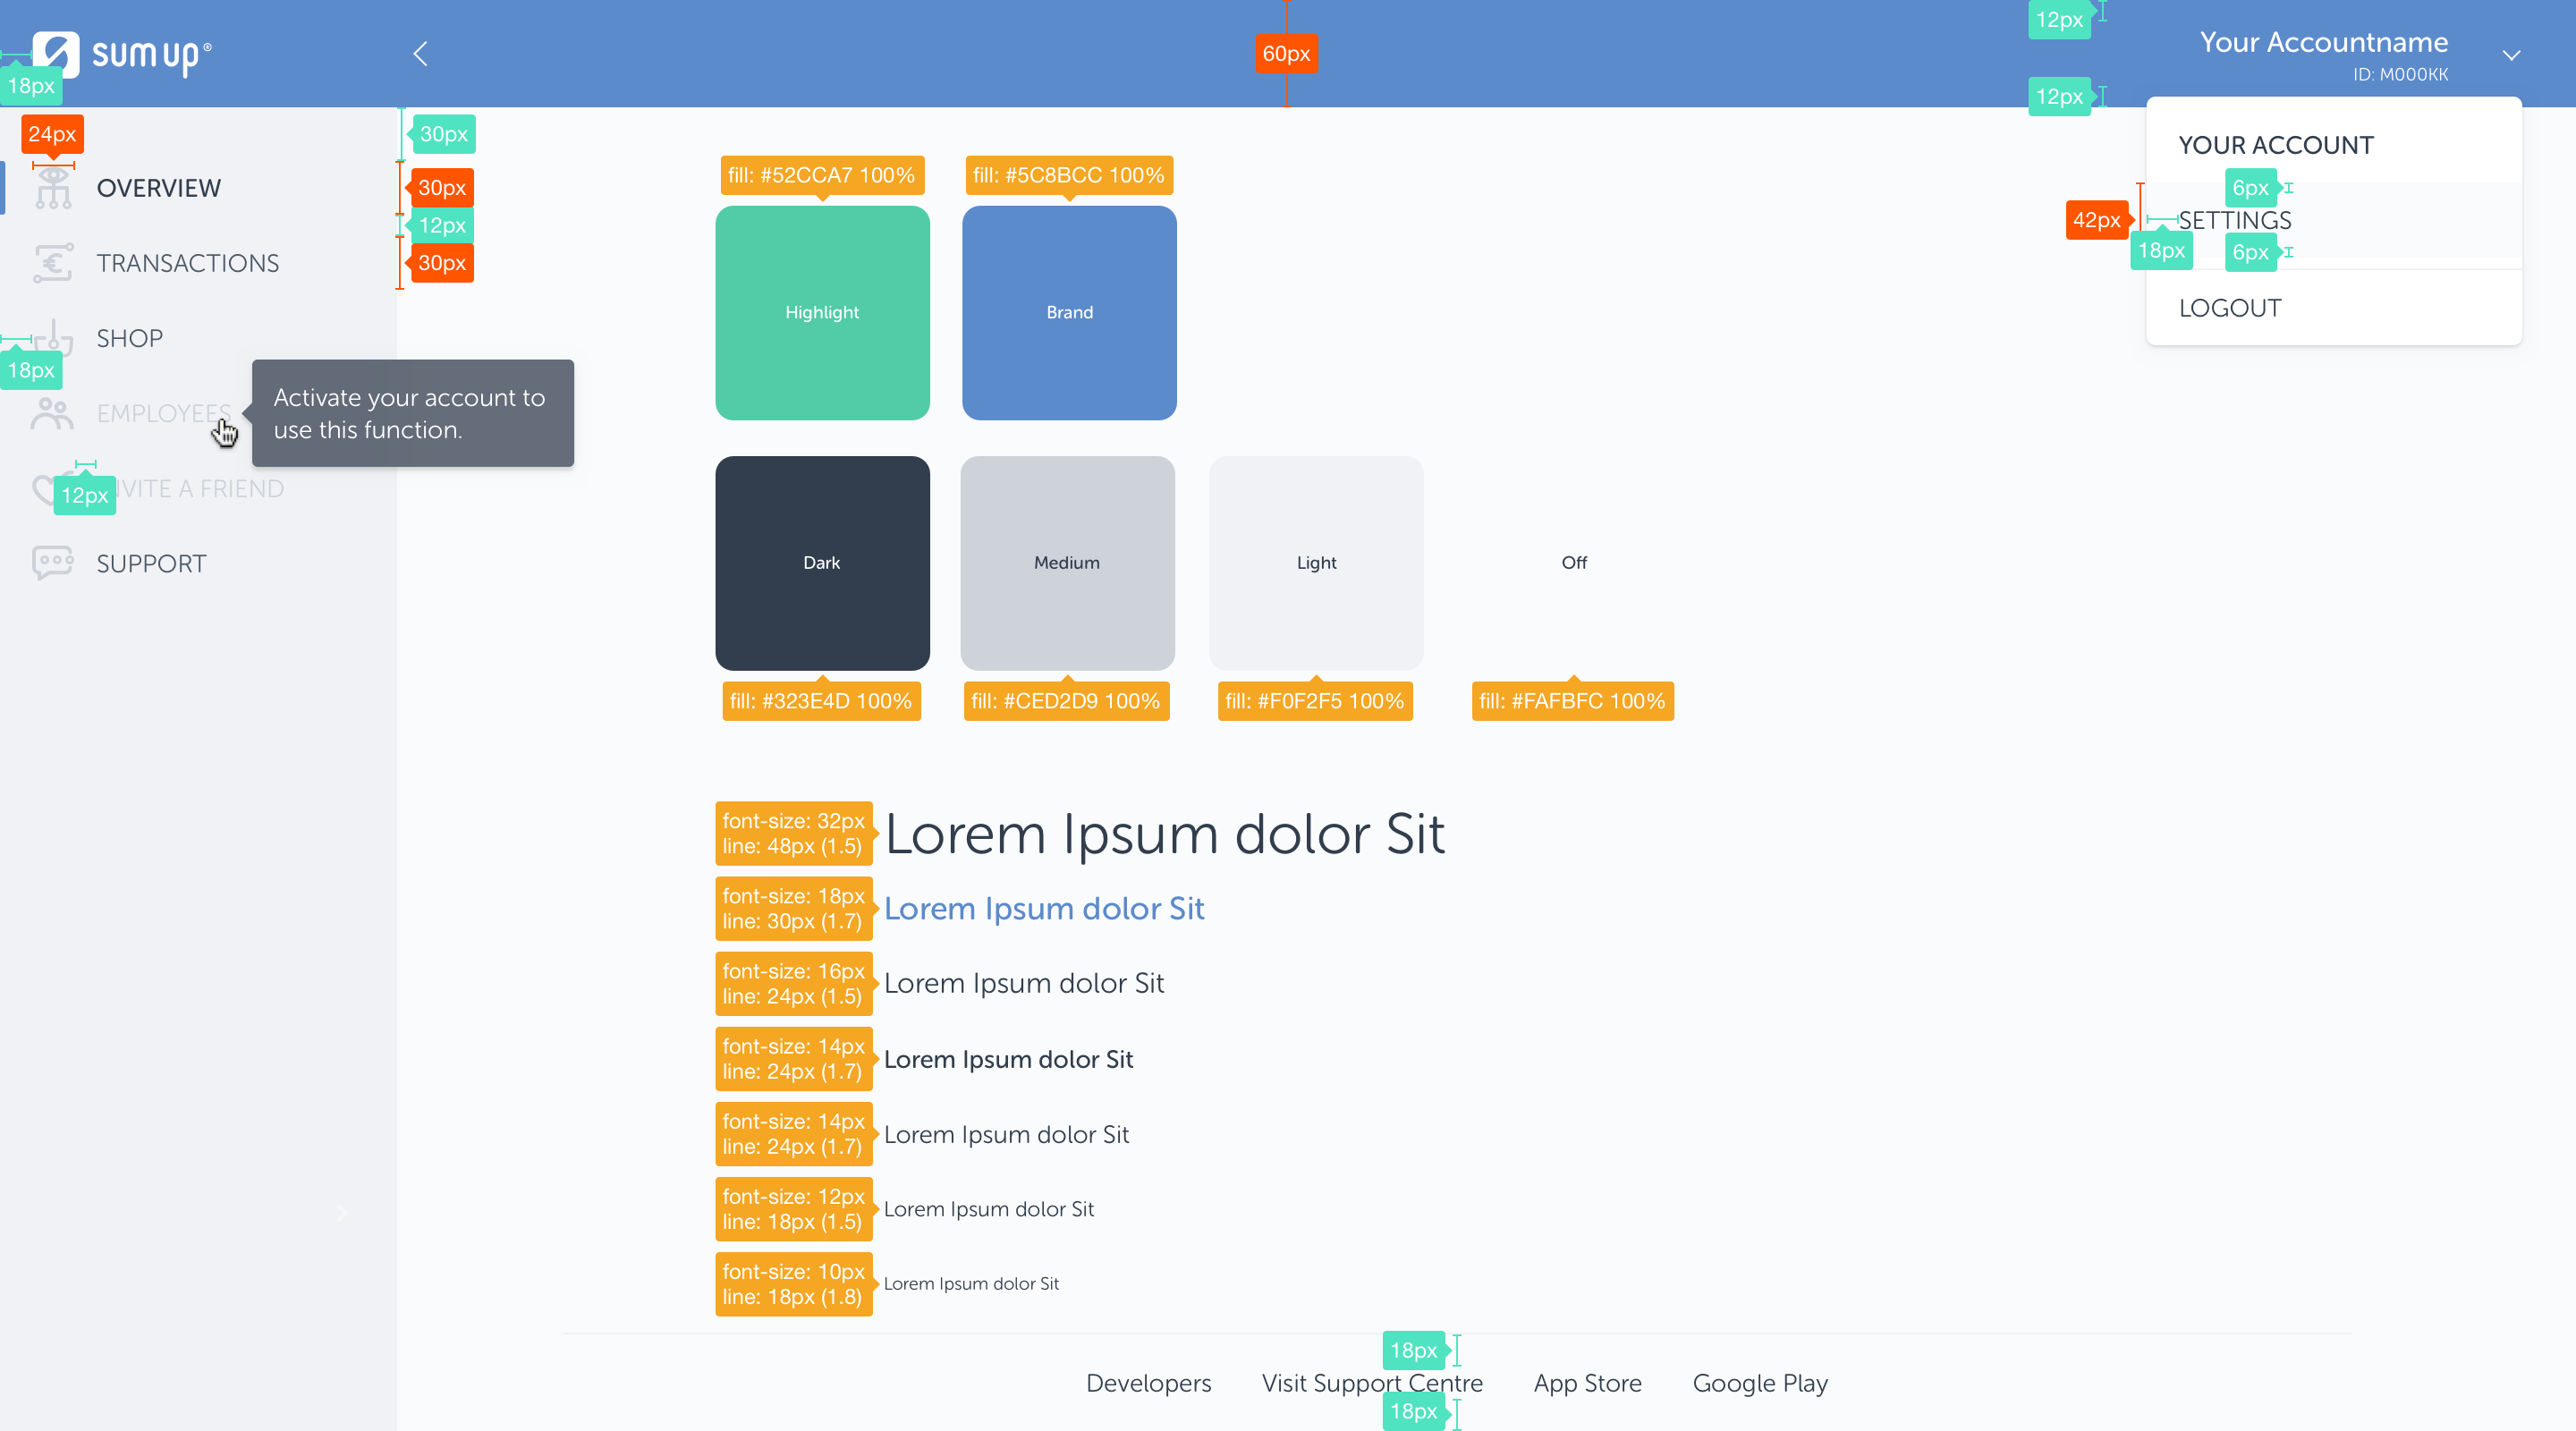 sumup®
18px
60px
12px
Your Accountname
ID: M000KK
12px
24px
30px
OVERVIEW
30px
12px
TRANSACTIONS
30px
SHOP
18px
EMPLOYEES
Activate your account to
use this function.
12px
NVITE A FRIEND
SUPPORT
YOUR ACCOUNT
6px
42px
SETTINGS
18px
6px
LOGOUT
fill: #52CCA7 100%
fill: #5C8BCC 100%
Highlight
Brand
Dark
Medium
Light
Off
fill: #323E4D 100%
fill: #CED2D9 100%
fill: #F0F2F5 100%
fill: #FAFBFC 100%
font-size: 32px
line: 48px (1.5)
Lorem Ipsum dolor Sit
font-size: 18px
line: 30px (1.7)
Lorem Ipsum dolor Sit
font-size: 16px
line: 24px (1.5)
Lorem Ipsum dolor Sit
font-size: 14px
line: 24px (1.7)
Lorem Ipsum dolor Sit
font-size: 14px
line: 24px (1.7)
Lorem Ipsum dolor Sit
font-size: 12px
line: 18px (1.5)
Lorem Ipsum dolor Sit
font-size: 10px
line: 18px (1.8)
Lorem Ipsum dolor Sit
18px
Developers Visit Support Centre App Store Google Play
18px